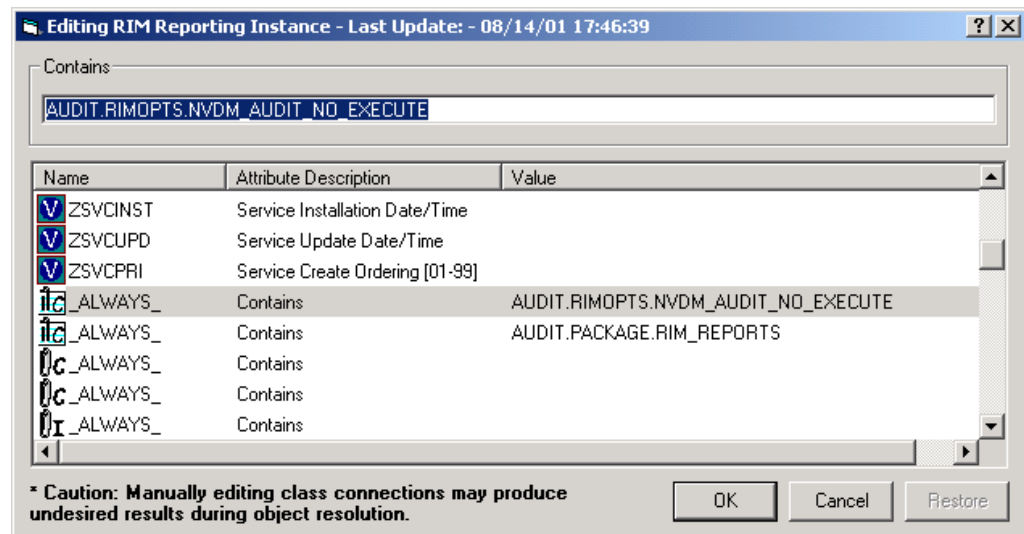 Editing RIM Reporting Instance - Last Update: - 08/14/01 17:46:39
Contains
AUDIT.RIMOPTS.NVDM_AUDIT_NO_EXECUTE
Name Attribute Description Value
V ZSVCINST Service Installation Date/Time
V ZSVCUPD Service Update Date/Time
V ZSVCPRI Service Create Ordering [01-99]
_ALWAYS_ Contains AUDIT.RIMOPTS.NVDM_AUDIT_NO_EXECUTE
_ALWAYS_ Contains AUDIT.PACKAGE.RIM_REPORTS
C _ALWAYS_ Contains
C _ALWAYS_ Contains
I _ALWAYS_ Contains
* Caution: Manually editing class connections may produce
undesired results during object resolution.
OK Cancel Restore